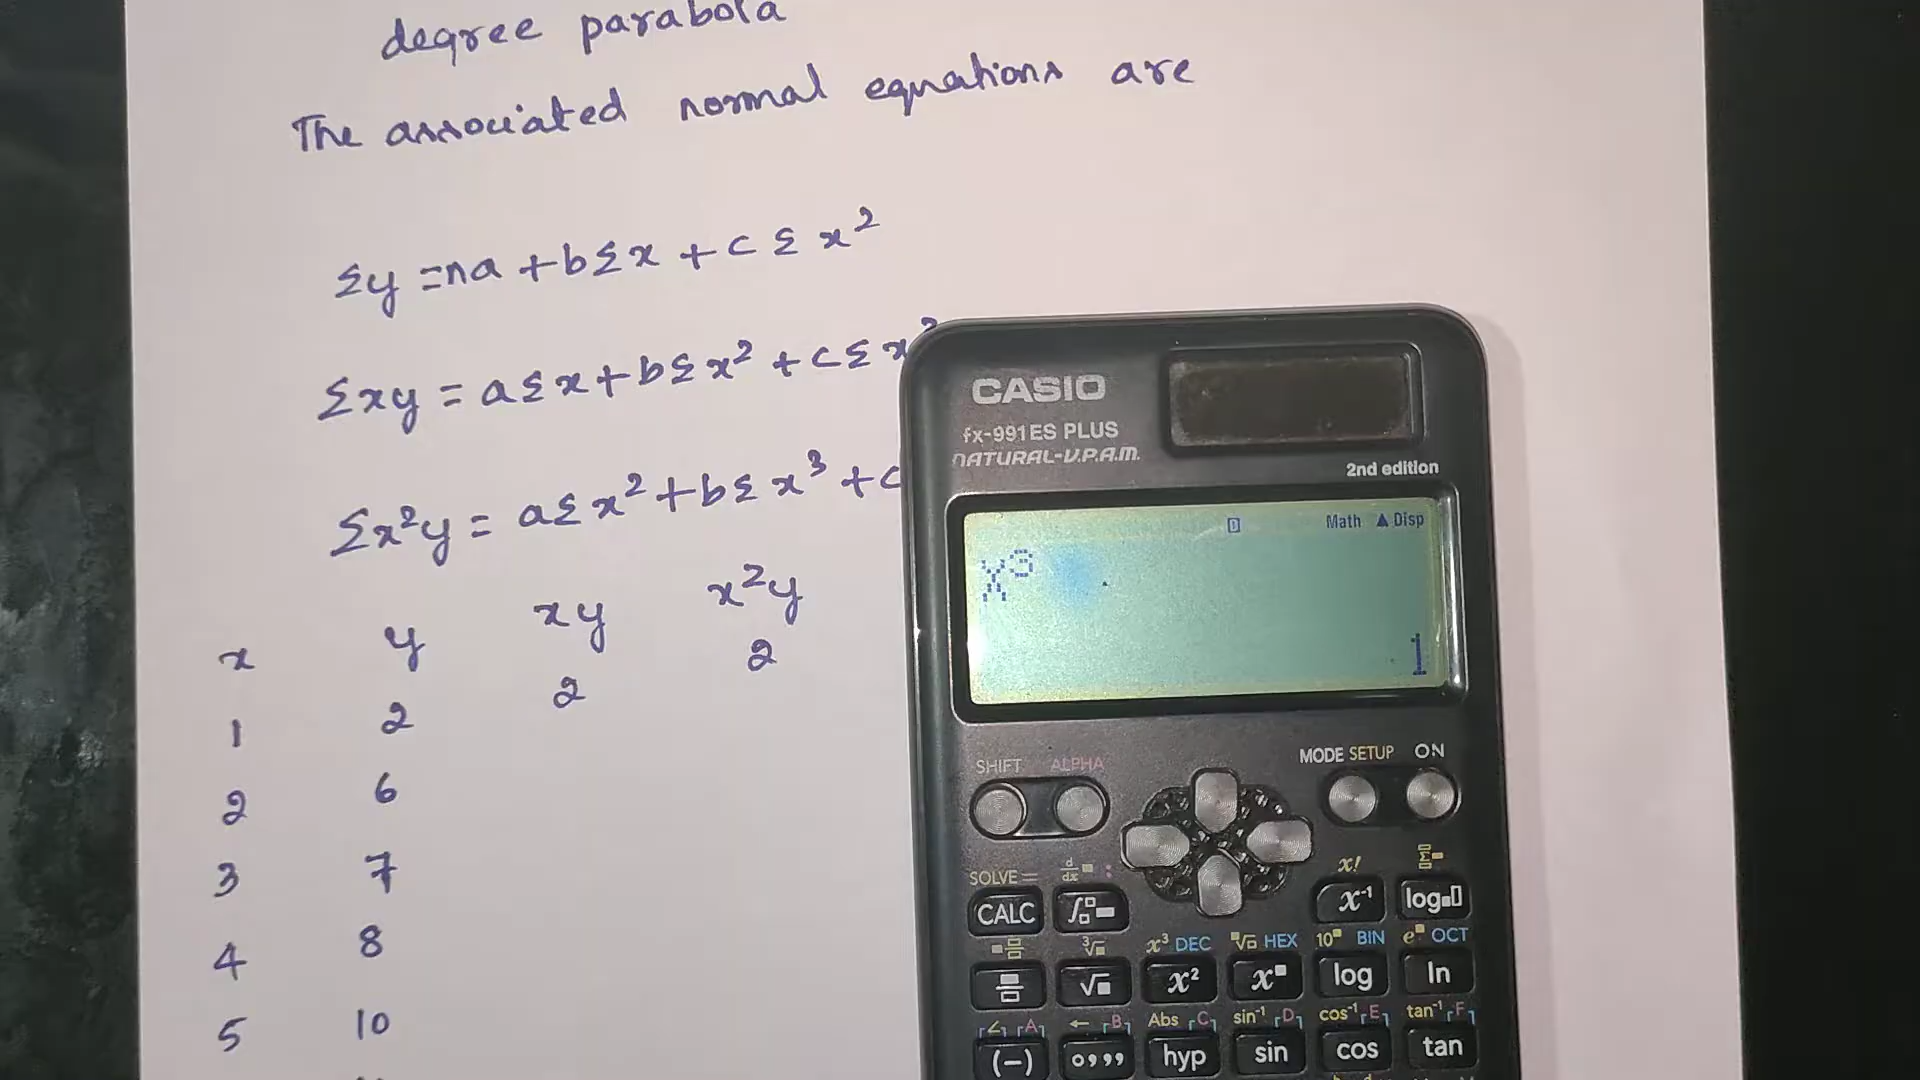 degree parabola
The associated normal equations are
Σy = na + bΣx + cΣx²
Σxy = aΣx + bΣx² + cΣx³
Σx²y = aΣx² + bΣx³ + c
x y xy x²y
1 2 2 2
2 6
3 7
4 8
5 10
CASIO
fx-991ES PLUS
NATURAL-V.P.A.M.
2nd edition
D Math ▲ Disp
X³
1
SHIFT ALPHA MODE SETUP ON
SOLVE = d/dx : x! Σ
CALC ∫ x⁻¹ log
³√ x³ DEC √ HEX 10 BIN e OCT
√ x² x log ln
∠ A ← B Abs C sin⁻¹ D cos⁻¹ E tan⁻¹ F
(−) °,,, hyp sin cos tan